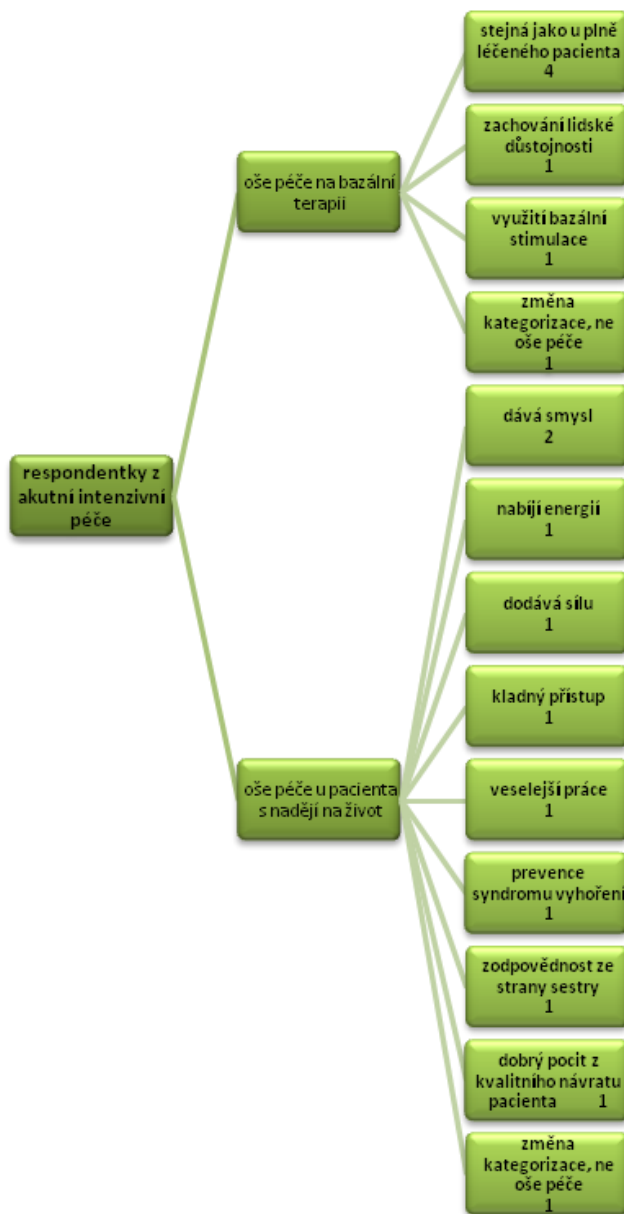 stejná jako u plně
léčeného pacienta
4
zachování lidské
důstojnosti
1
oše péče na bazální
terapii
využití bazální
stimulace
1
změna
kategorizace, ne
oše péče
1
dává smysl
2
respondentky z
akutní intenzivní
péče
nabíjí energií
1
dodává sílu
1
kladný přístup
1
oše péče u pacienta
s nadějí na život
veselejší práce
1
prevence
syndromu vyhoření
1
zodpovědnost ze
strany sestry
1
dobrý pocit z
kvalitního návratu
pacienta 1
změna
kategorizace, ne
oše péče
1